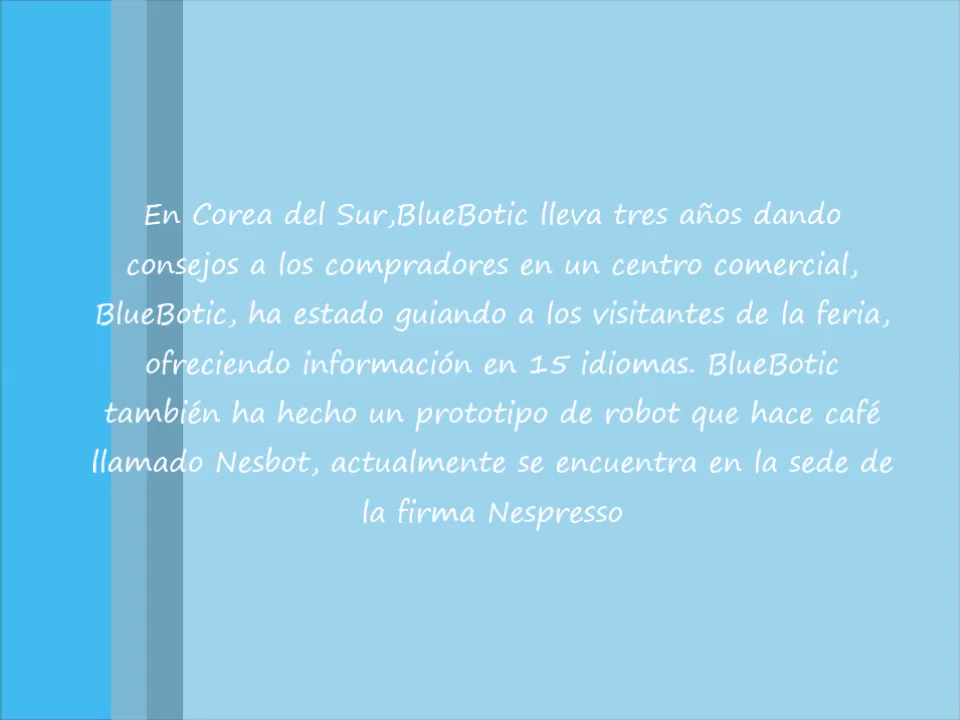 En Corea del Sur,BlueBotic lleva tres años dando
consejos a los compradores en un centro comercial,
BlueBotic, ha estado guiando a los visitantes de la feria,
ofreciendo información en 15 idiomas. BlueBotic
también ha hecho un prototipo de robot que hace café
llamado Nesbot, actualmente se encuentra en la sede de
la firma Nespresso